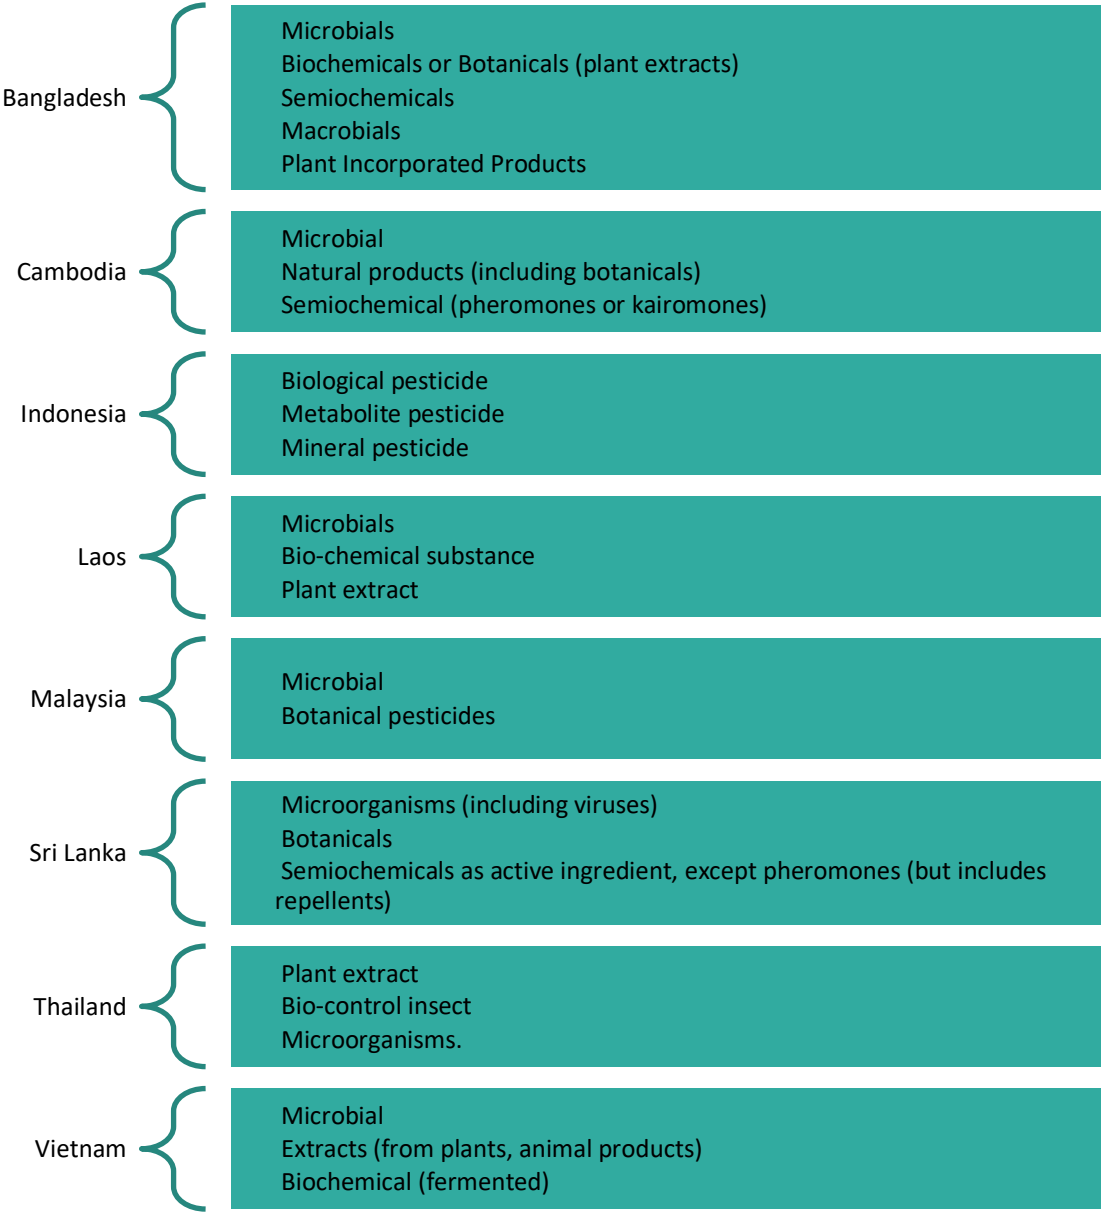 Bangladesh
Microbials
Biochemicals or Botanicals (plant extracts)
Semiochemicals
Macrobials
Plant Incorporated Products
Cambodia
Microbial
Natural products (including botanicals)
Semiochemical (pheromones or kairomones)
Indonesia
Biological pesticide
Metabolite pesticide
Mineral pesticide
Laos
Microbials
Bio-chemical substance
Plant extract
Malaysia
Microbial
Botanical pesticides
Sri Lanka
Microorganisms (including viruses)
Botanicals
Semiochemicals as active ingredient, except pheromones (but includes
repellents)
Thailand
Plant extract
Bio-control insect
Microorganisms.
Vietnam
Microbial
Extracts (from plants, animal products)
Biochemical (fermented)